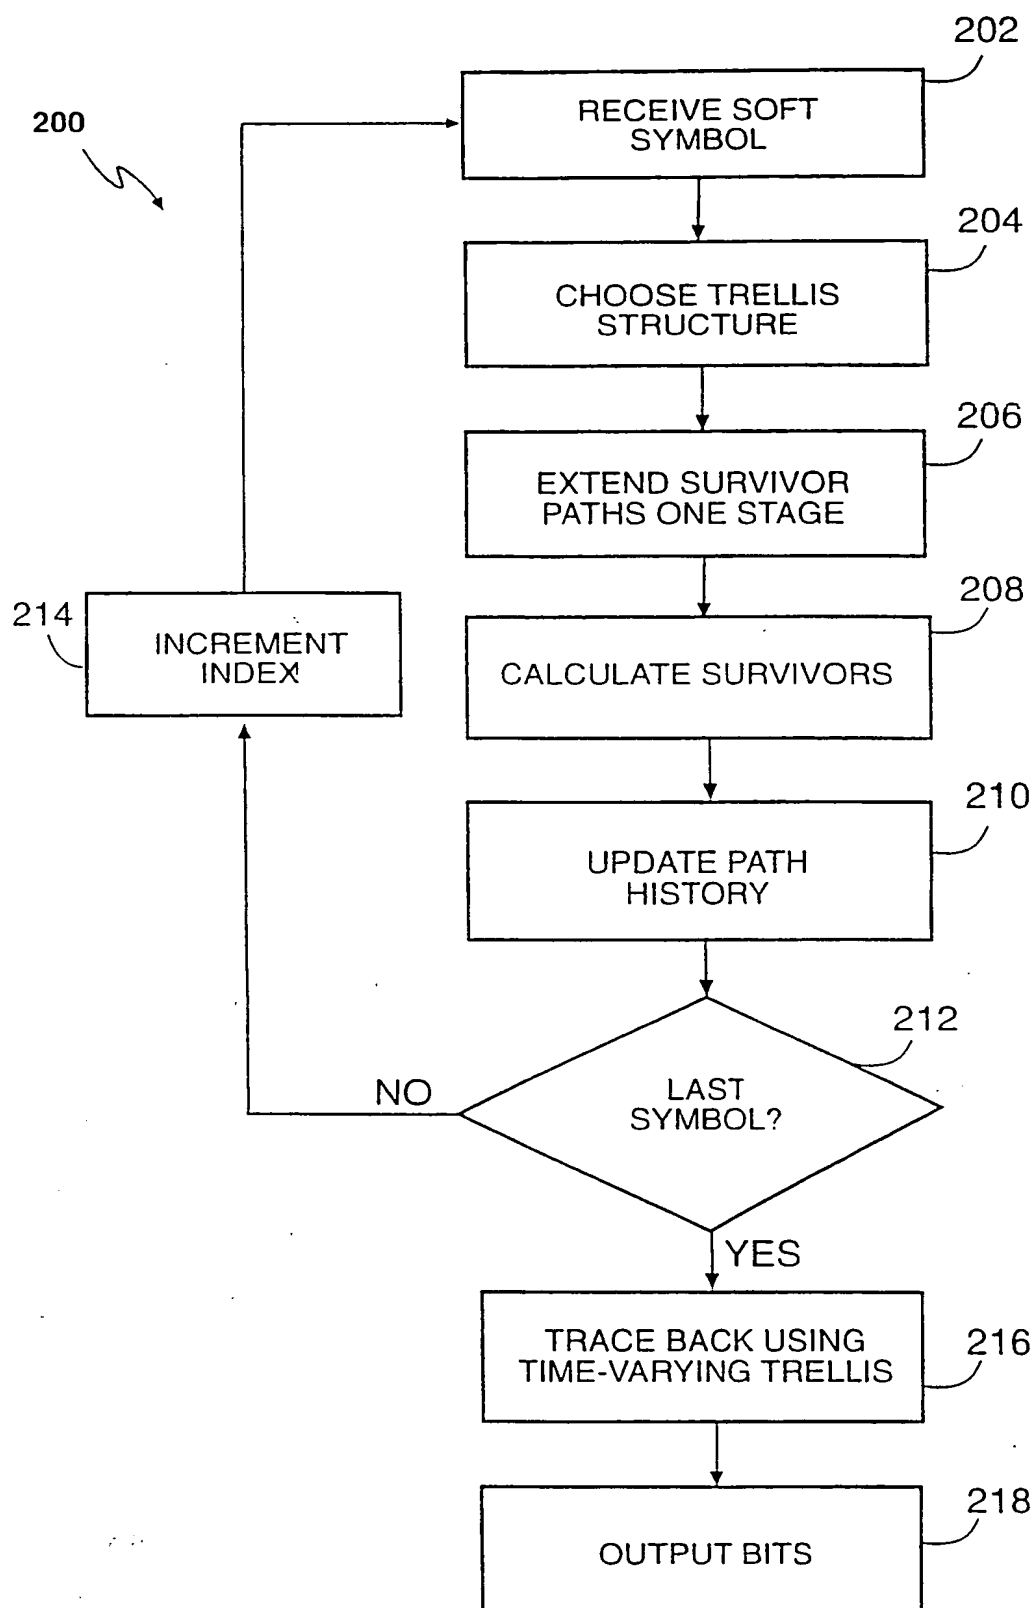 202
200
RECEIVE SOFT
SYMBOL
204
CHOOSE TRELLIS
STRUCTURE
206
EXTEND SURVIVOR
PATHS ONE STAGE
208
214
INCREMENT
INDEX
CALCULATE SURVIVORS
210
UPDATE PATH
HISTORY
212
NO
LAST
SYMBOL?
YES
TRACE BACK USING
TIME-VARYING TRELLIS
216
218
OUTPUT BITS